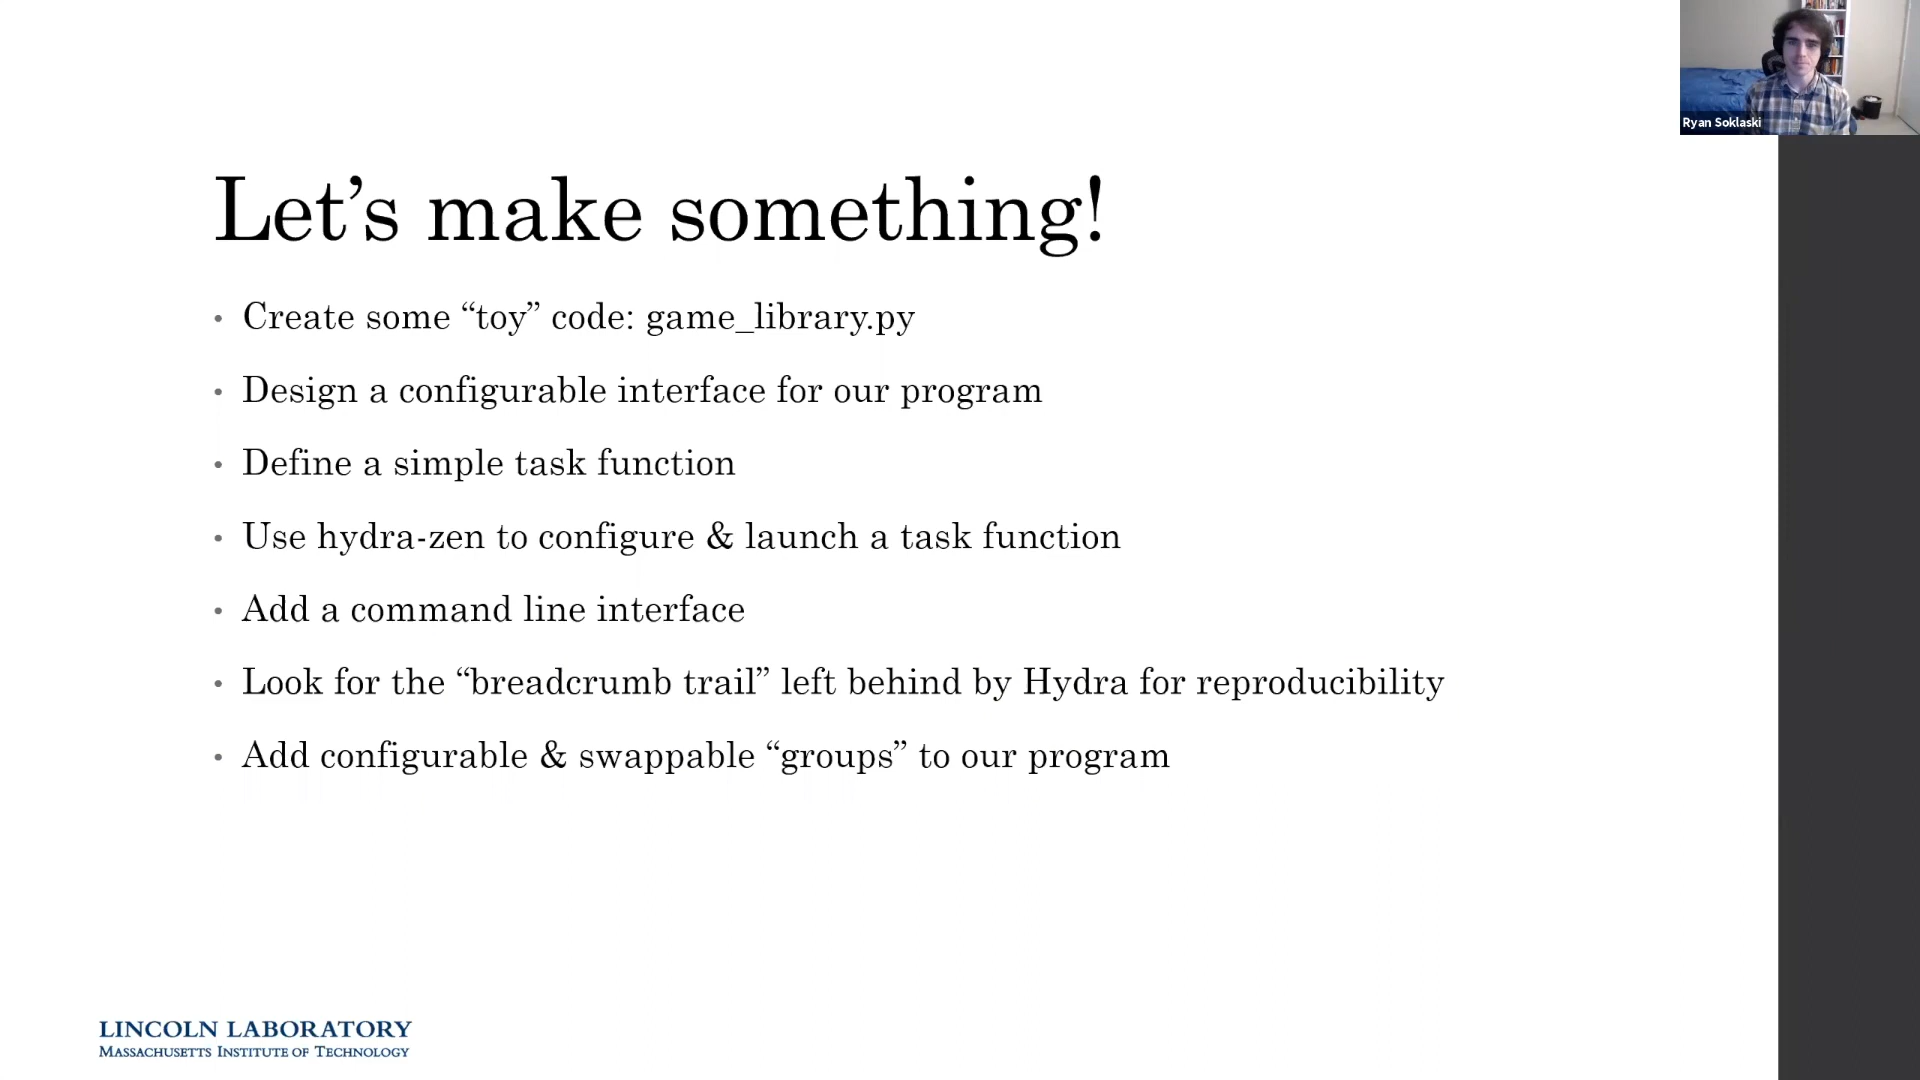 Ryan Soklaski
Let’s make something!
• Create some “toy” code: game_library.py
• Design a configurable interface for our program
• Define a simple task function
• Use hydra-zen to configure & launch a task function
• Add a command line interface
• Look for the “breadcrumb trail” left behind by Hydra for reproducibility
• Add configurable & swappable “groups” to our program
LINCOLN LABORATORY
MASSACHUSETTS INSTITUTE OF TECHNOLOGY